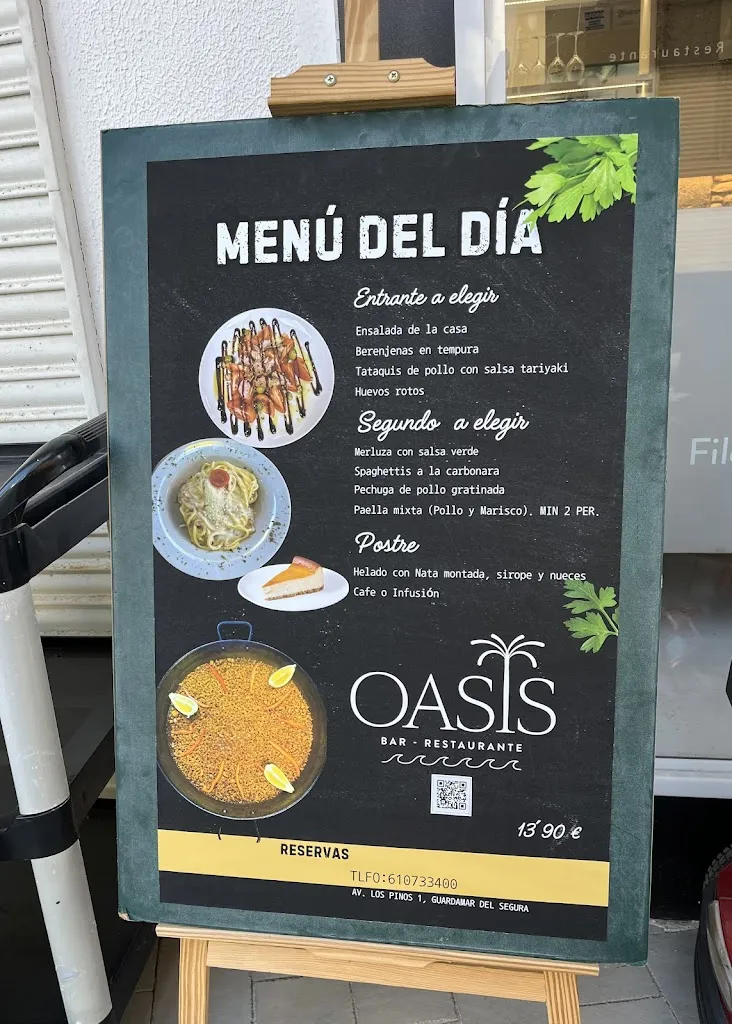 Restaurante
MENÚ DEL DÍA
Entrante a elegir
Ensalada de la casa
Berenjenas en tempura
Tataquis de pollo con salsa tariyaki
Huevos rotos
Segundo a elegir
Merluza con salsa verde
Spaghettis a la carbonara
Pechuga de pollo gratinada
Paella mixta (Pollo y Marisco). MIN 2 PER.
Postre
Helado con Nata montada, sirope y nueces
Cafe o Infusión
OASIS
BAR - RESTAURANTE
13'90 €
RESERVAS
TLFO:610733400
AV. LOS PINOS 1, GUARDAMAR DEL SEGURA